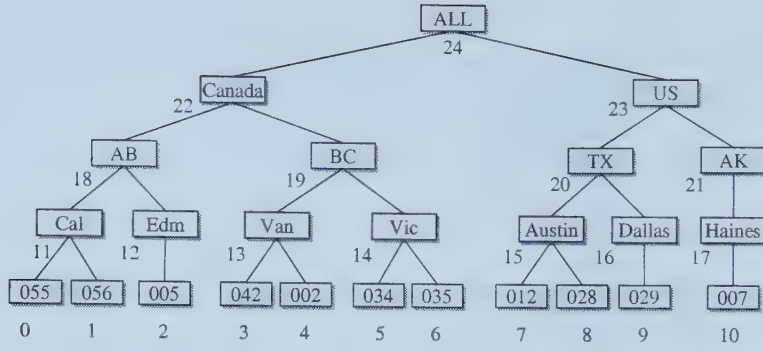 ALL
24
Canada
US
22
23
AB
BC
TX
AK
18
19
20
21
Cal
Edm
Van
Vic
Austin
Dallas
Haines
11
12
13
14
15
16
17
055
056
005
042
002
034
035
012
028
029
007
0
1
2
3
4
5
6
7
8
9
10